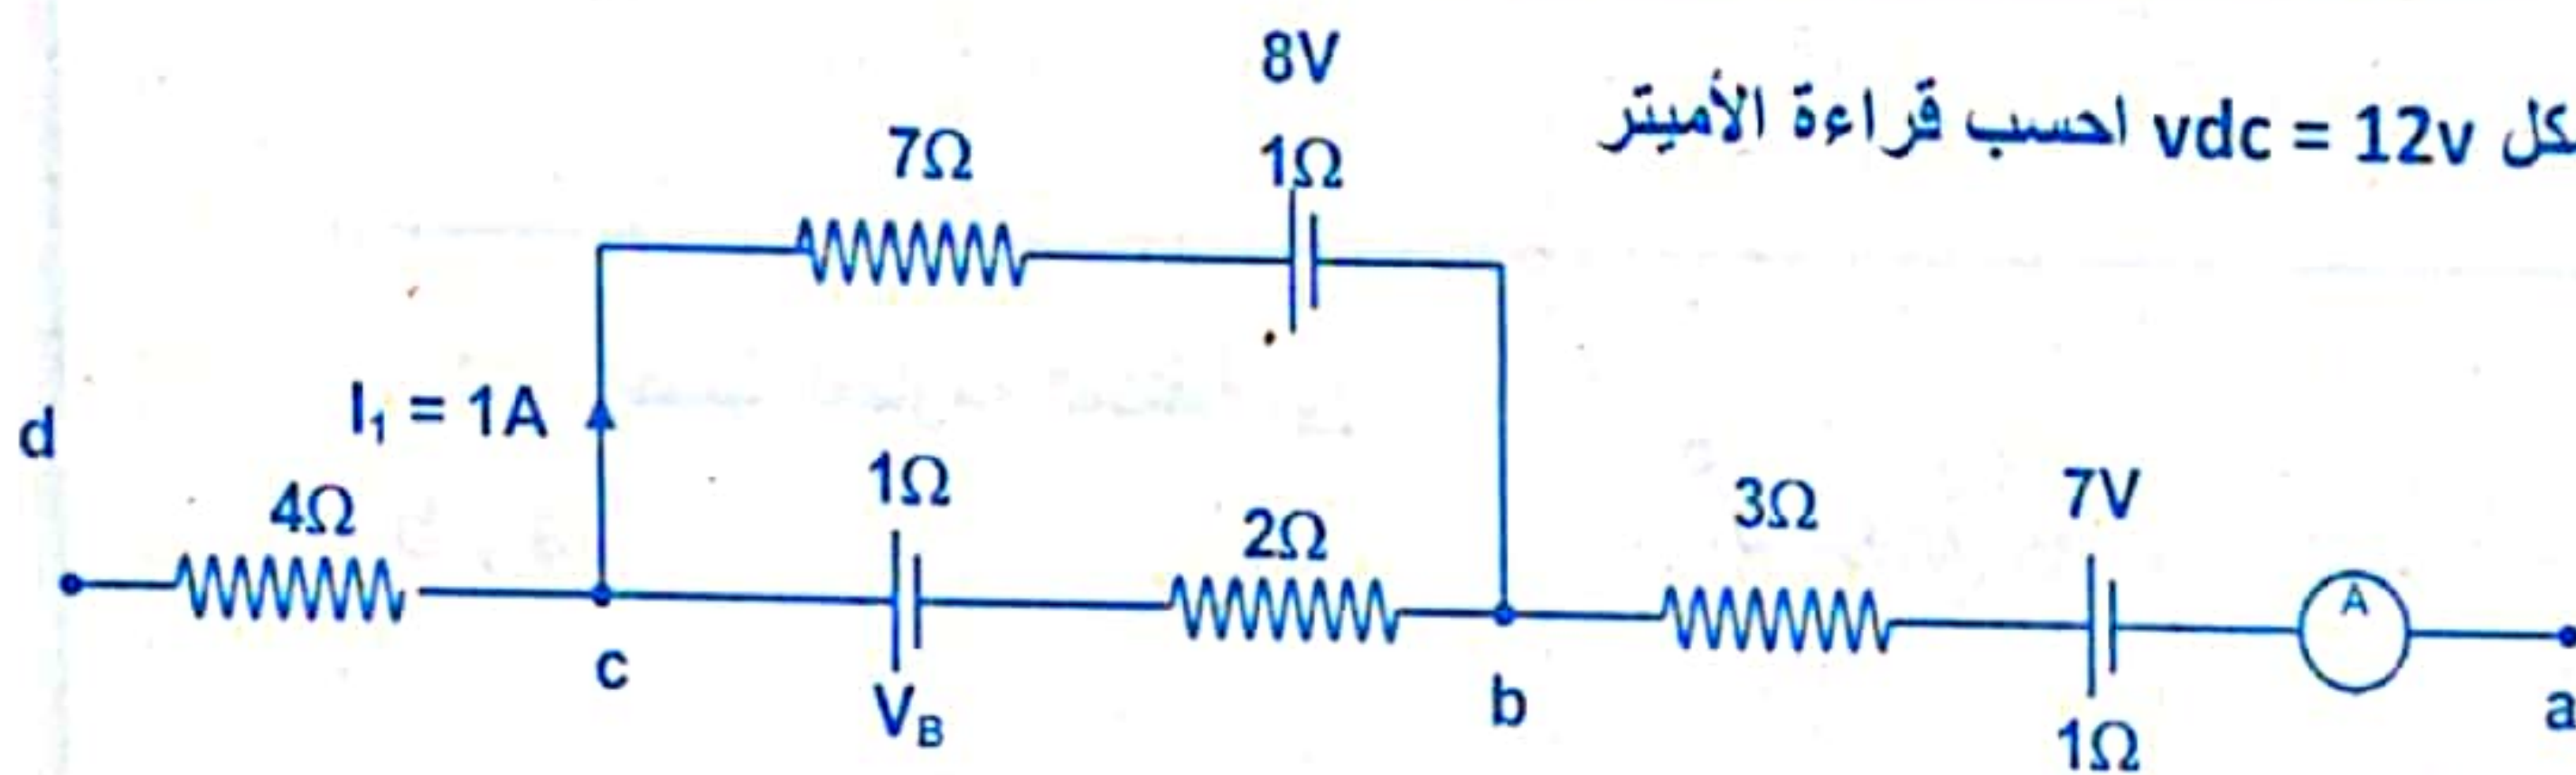 8V
كل vdc = 12v احسب قراءة الأميتر
7Ω
1Ω
d
I₁ = 1A
4Ω
1Ω
2Ω
3Ω
7V
A
c
V_B
b
a
1Ω